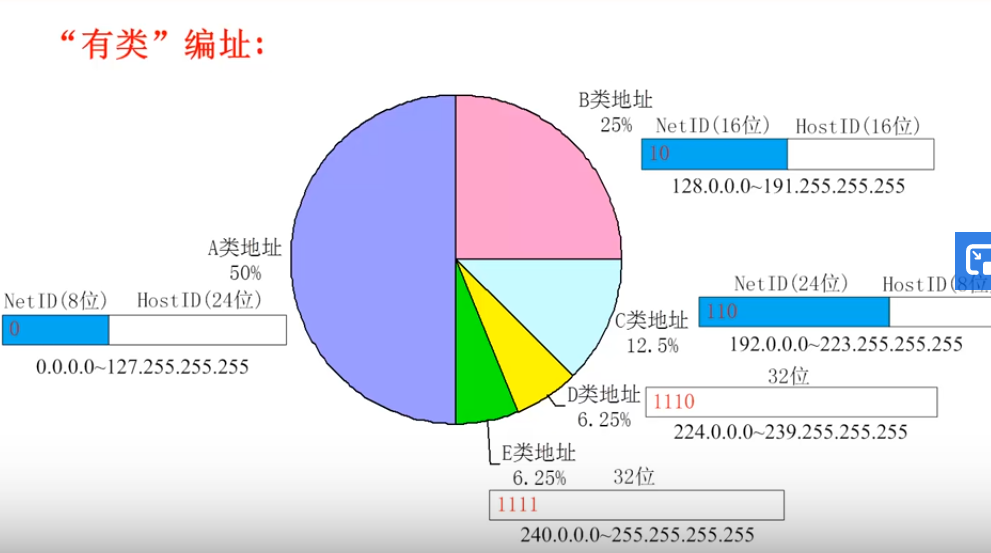 “有类”编址:
B类地址
25%
NetID(16位) HostID(16位)
10
128.0.0.0~191.255.255.255
A类地址
50%
NetID(8位) HostID(24位)
0
0.0.0.0~127.255.255.255
NetID(24位) HostID(8位)
110
C类地址
12.5%
192.0.0.0~223.255.255.255
D类地址
6.25%
32位
1110
224.0.0.0~239.255.255.255
E类地址
6.25%
32位
1111
240.0.0.0~255.255.255.255